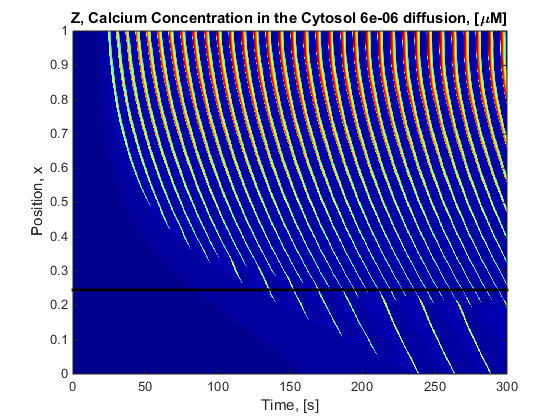 Z, Calcium Concentration in the Cytosol 6e-06 diffusion, [μM]
1
0.9
0.8
0.7
0.6
0.5
0.4
0.3
0.2
0.1
0
Position, x
0 50 100 150 200 250 300
Time, [s]